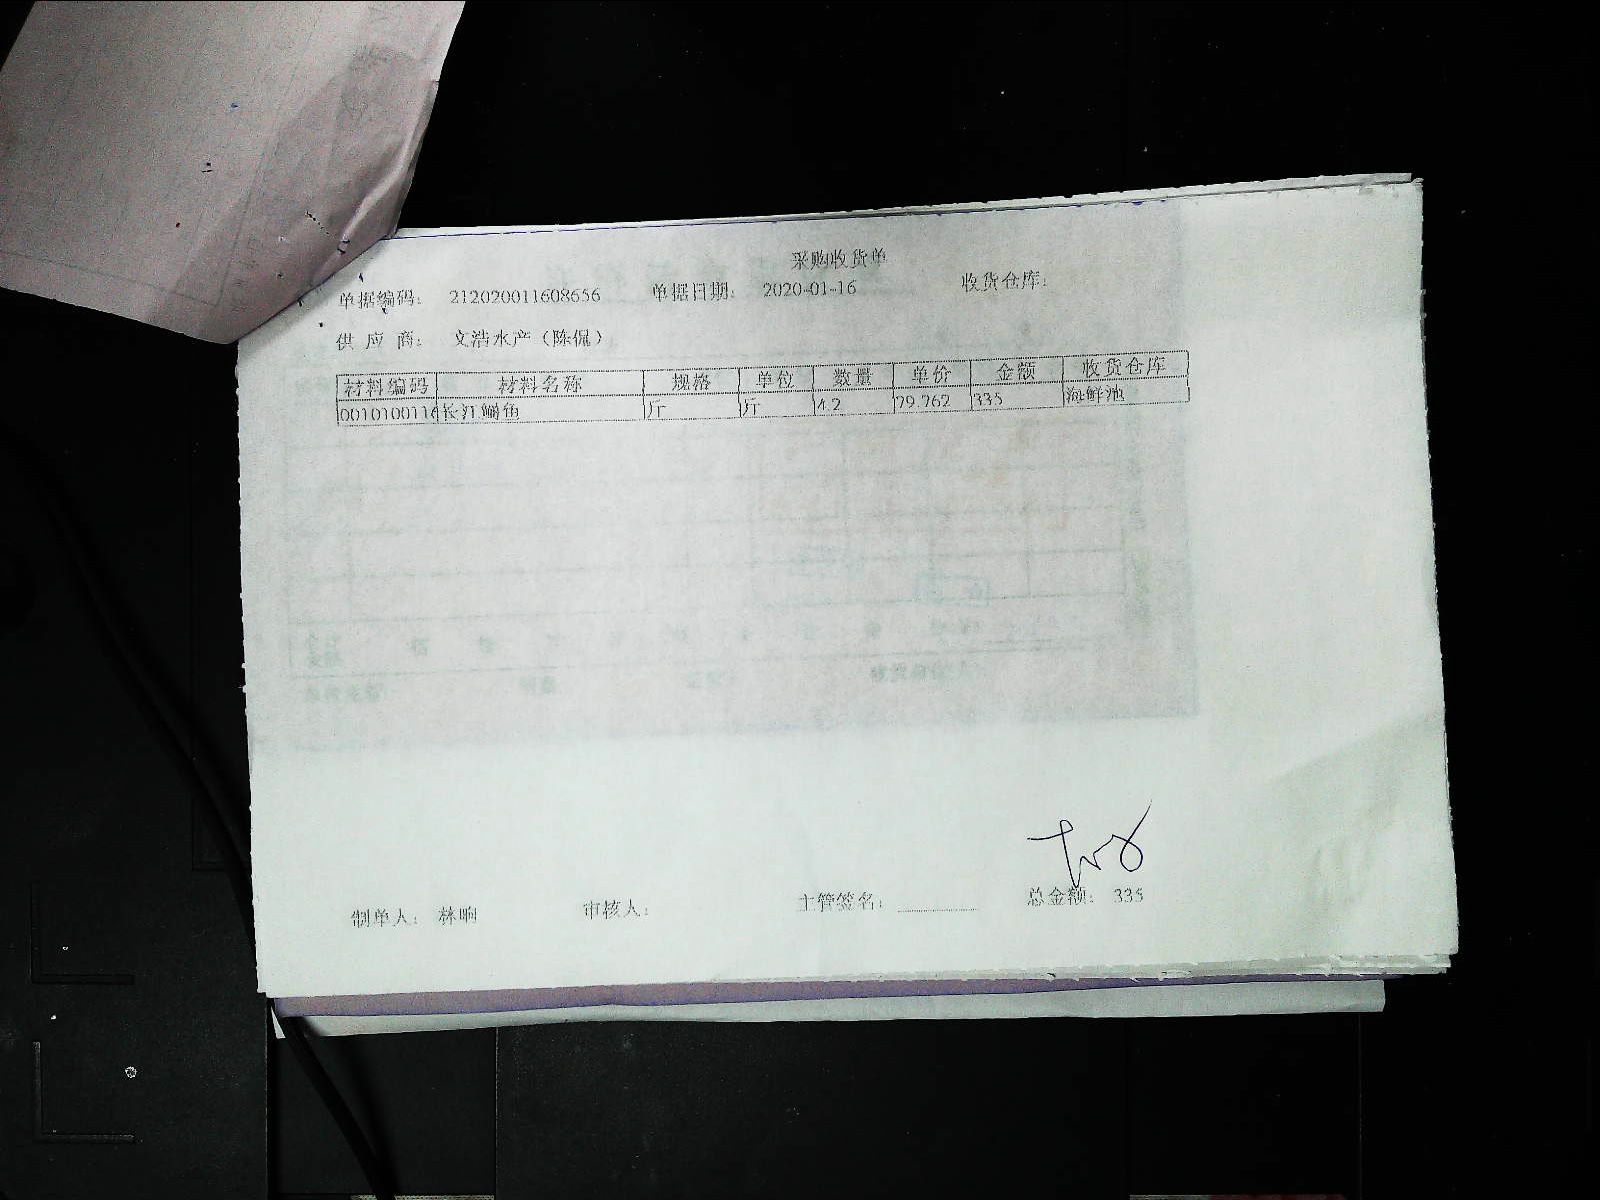 采购收货单
单据编码： 212020011608656 单据日期： 2020-01-16 收货仓库：
供 应 商： 文浩水产（陈侃）
材料编码 材料名称 规格 单位 数量 单价 金额 收货仓库
0010100114 长江鳊鱼 斤 斤 4.2 79.762 335 海鲜池
制单人： 林晌 审核人： 主管签名： 总金额： 335